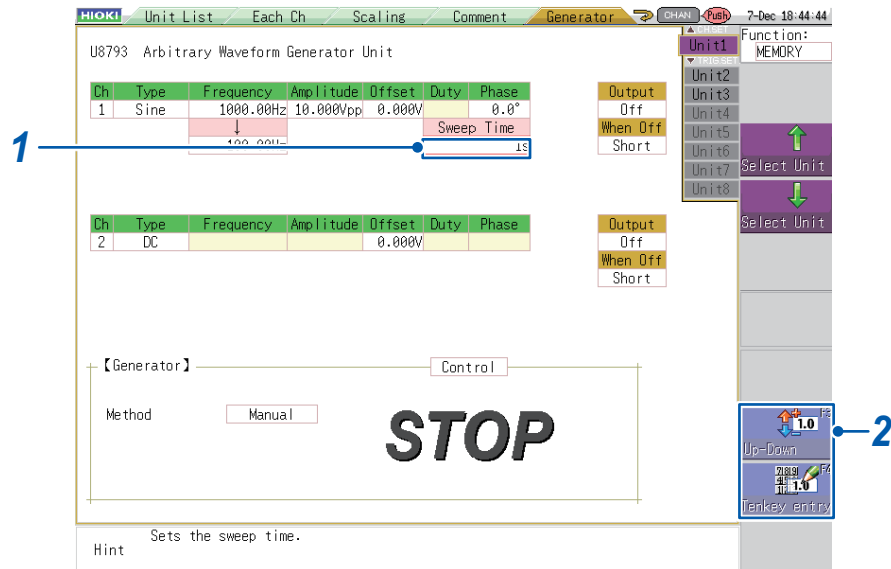 HIOKI Unit List Each Ch Scaling Comment Generator CHAN Push 7-Dec 18:44:44
Function:
MEMORY
U8793 Arbitrary Waveform Generator Unit
Unit1
TRIG.SET
Unit2
Unit3
Unit4
Unit5
Unit6
Unit7
Unit8
Select Unit
Select Unit
Ch Type Frequency Amplitude Offset Duty Phase Output
1 Sine 1000.00Hz 10.000Vpp 0.000V 0.0° Off
↓ Sweep Time When Off
1s Short
1
Ch Type Frequency Amplitude Offset Duty Phase Output
2 DC 0.000V Off
When Off
Short
【Generator】 Control
Method Manual STOP
1.0
Up-Down
2
1.0 F4
Tenkey entry
Sets the sweep time.
Hint